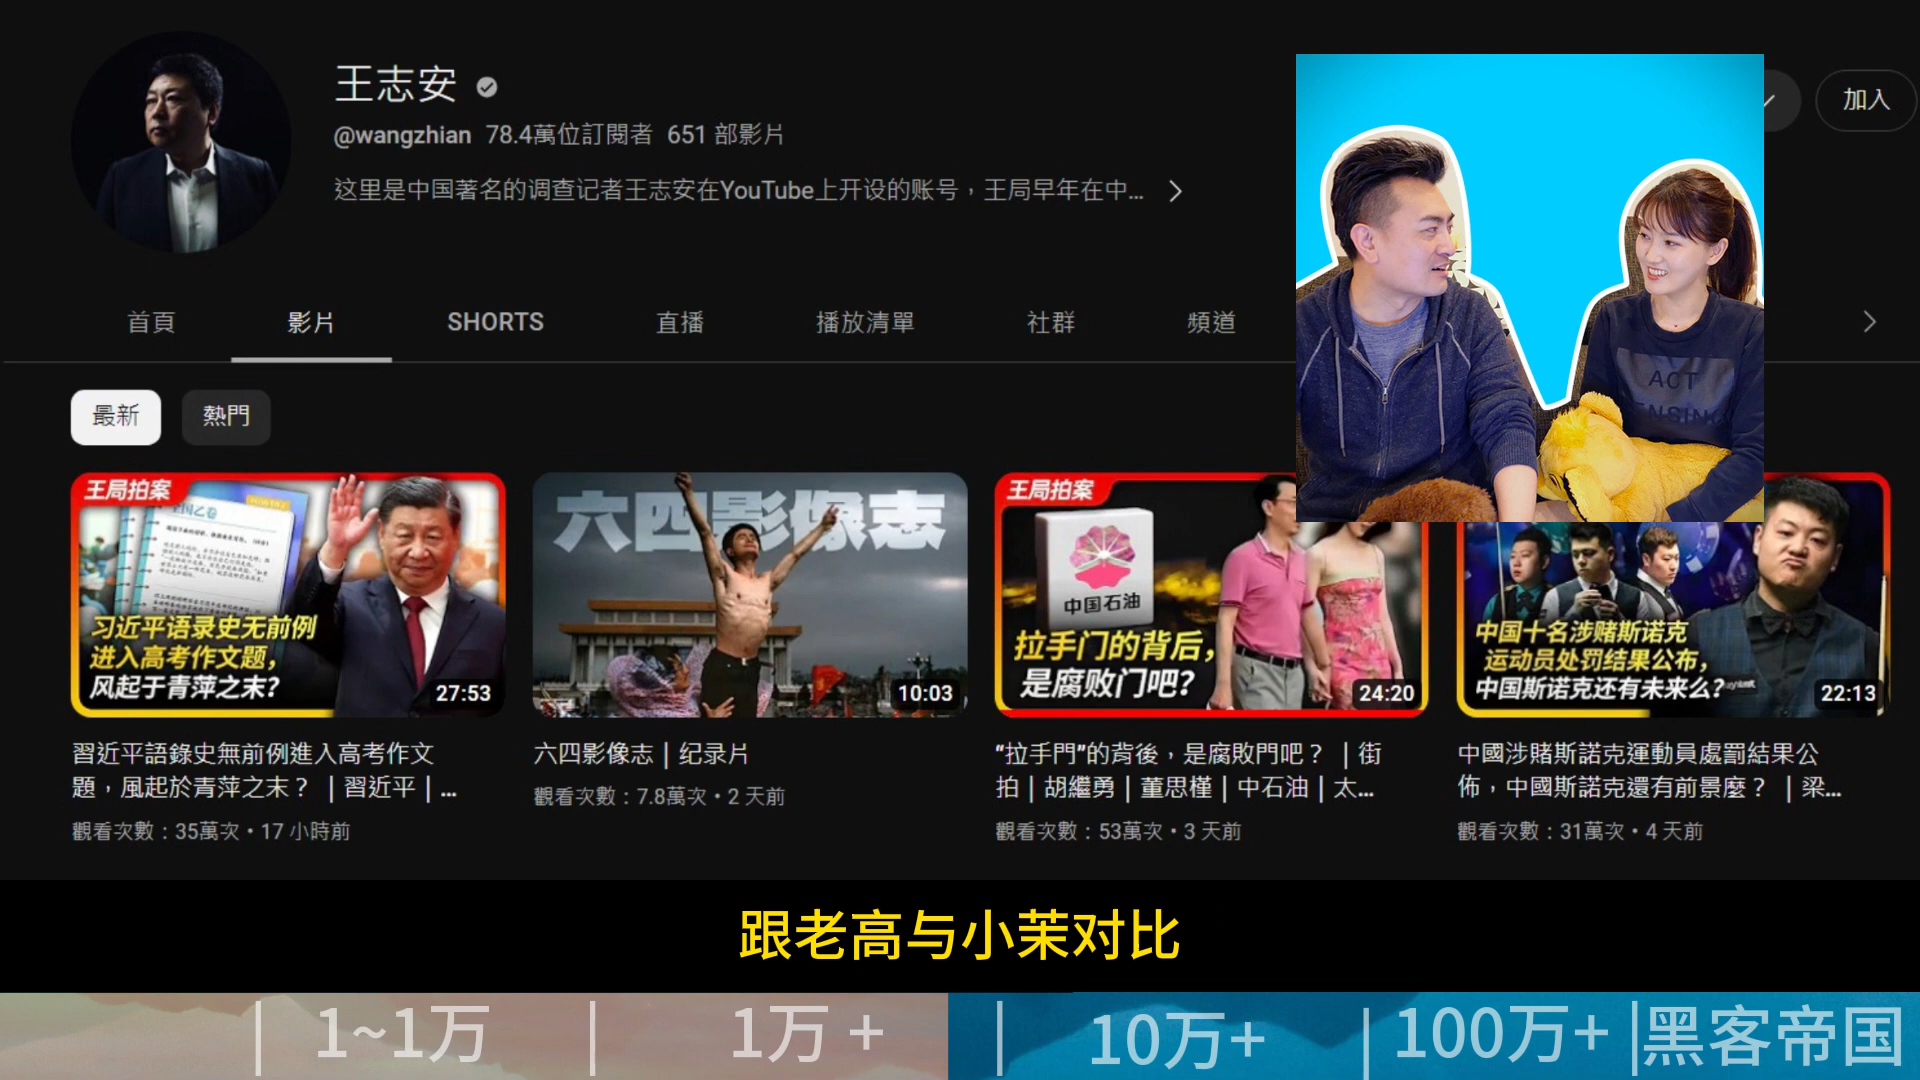 王志安
@wangzhian 78.4萬位訂閱者 651 部影片
这里是中国著名的调查记者王志安在YouTube上开设的账号，王局早年在中...
加入
首頁 影片 SHORTS 直播 播放清單 社群 頻道
最新 熱門
王局拍案
习近平语录史无前例
进入高考作文题，
风起于青萍之末？
27:53
六四影像志
10:03
王局拍案
中国石油
拉手门的背后，
是腐败门吧？
24:20
ACT
中国十名涉赌斯诺克
运动员处罚结果公布，
中国斯诺克还有未来么？
22:13
習近平語錄史無前例進入高考作文
題，風起於青萍之末？ ｜習近平｜...
觀看次數：35萬次・17 小時前
六四影像志｜纪录片
觀看次數：7.8萬次・2 天前
“拉手門”的背後，是腐敗門吧？ ｜街
拍｜胡繼勇｜董思槿｜中石油｜太...
觀看次數：53萬次・3 天前
中國涉賭斯諾克運動員處罰結果公
佈，中國斯諾克還有前景麼？ ｜梁...
觀看次數：31萬次・4 天前
跟老高与小茉对比
1~1万 | 1万 + | 10万+ | 100万+ | 黑客帝国